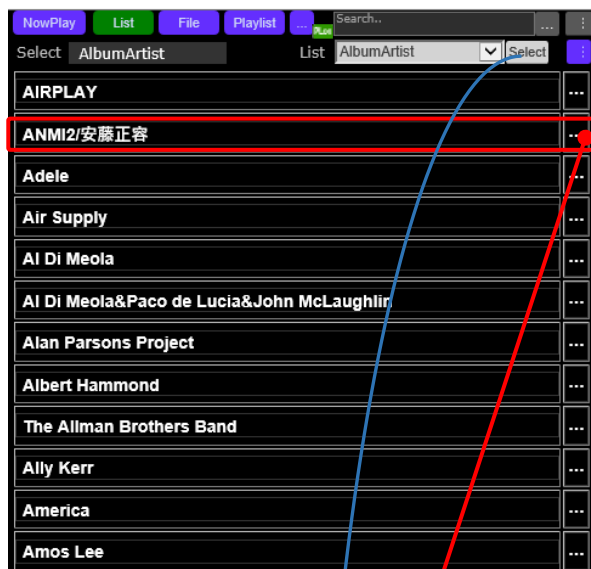 NowPlay List File Playlist ... PLus Search.. ... ⋮
Select AlbumArtist List AlbumArtist Select ⋮
AIRPLAY ...
ANMI2/安藤正容 ...
Adele ...
Air Supply ...
Al Di Meola ...
Al Di Meola&Paco de Lucia&John McLaughlin ...
Alan Parsons Project ...
Albert Hammond ...
The Allman Brothers Band ...
Ally Kerr ...
America ...
Amos Lee ...